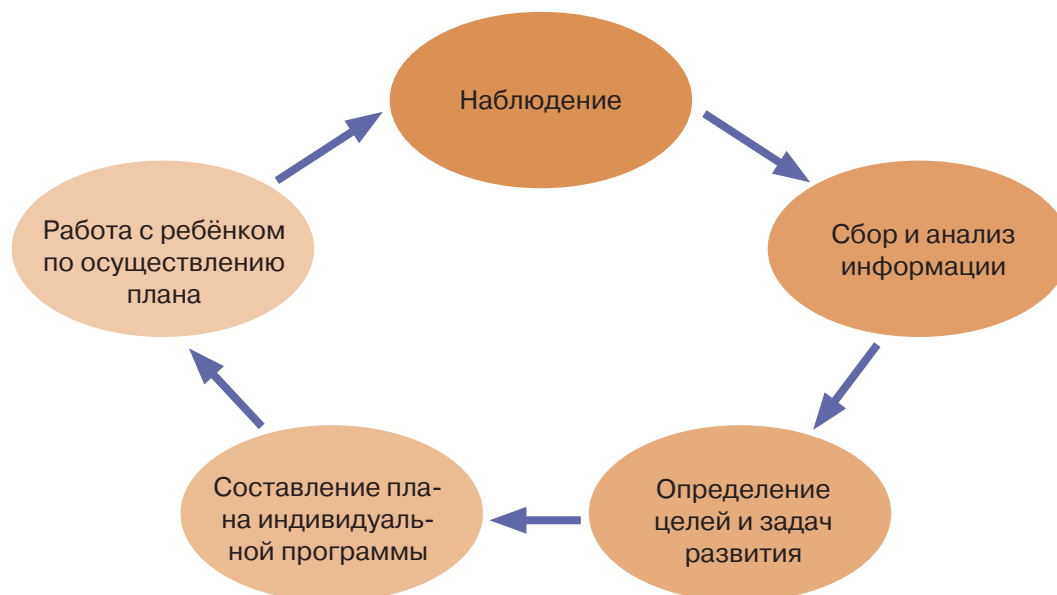 Наблюдение
Сбор и анализ
информации
Определение
целей и задач
развития
Составление пла-
на индивидуаль-
ной программы
Работа с ребёнком
по осуществлению
плана